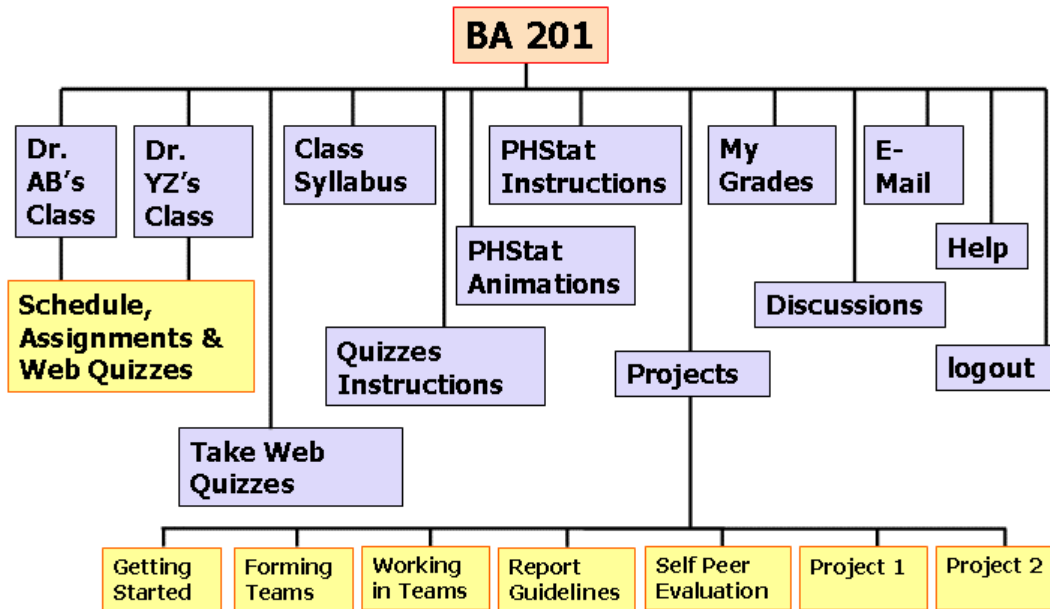 BA 201
Dr.
AB's
Class
Dr.
YZ's
Class
Class
Syllabus
PHStat
Instructions
My
Grades
E-
Mail
PHStat
Animations
Help
Schedule,
Assignments &
Web Quizzes
Discussions
Quizzes
Instructions
Projects
logout
Take Web
Quizzes
Getting
Started
Forming
Teams
Working
in Teams
Report
Guidelines
Self Peer
Evaluation
Project 1
Project 2